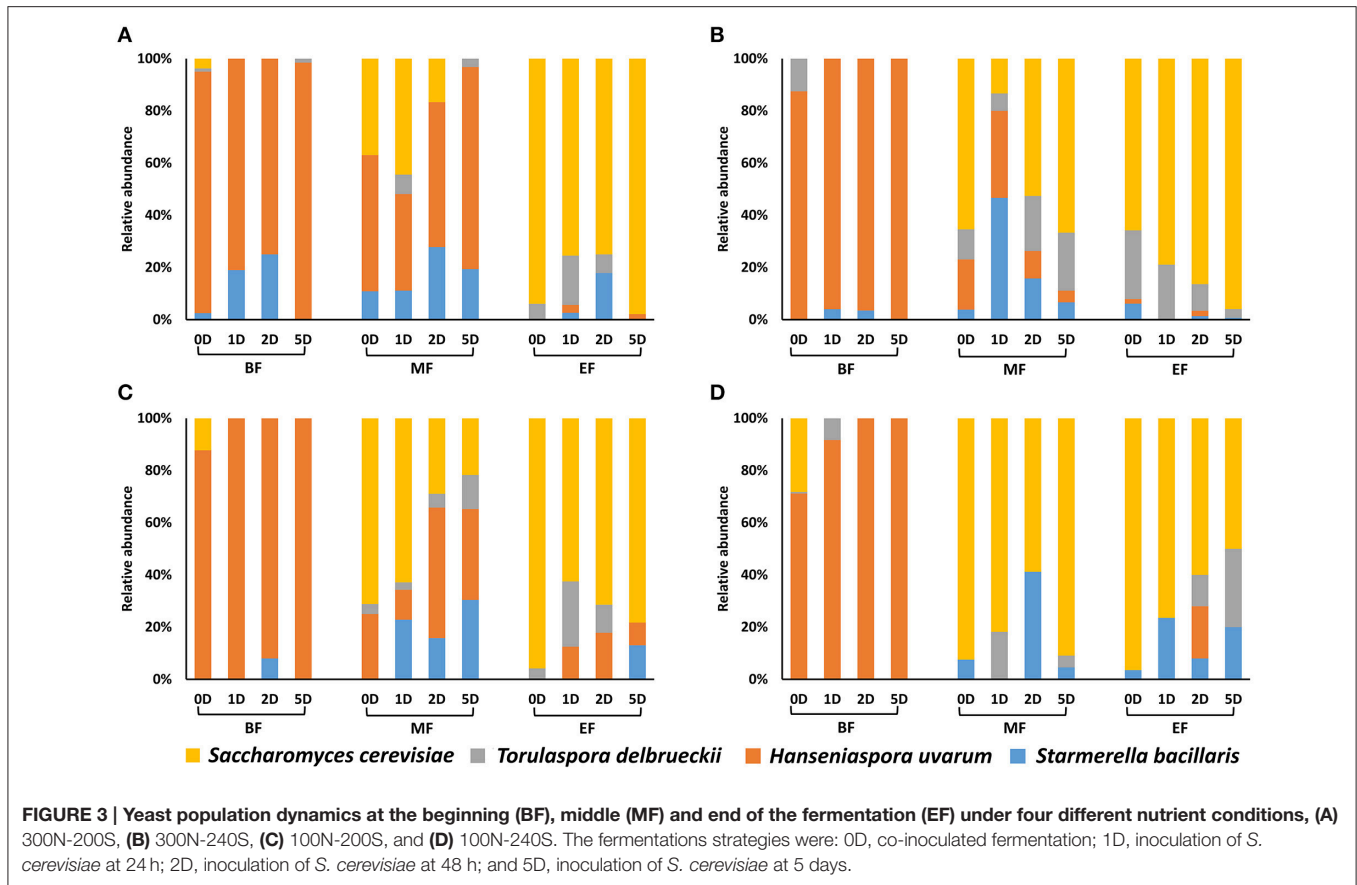 A
B
100%
80%
60%
40%
20%
0%
Relative abundance
0D 1D 2D 5D 0D 1D 2D 5D 0D 1D 2D 5D
BF MF EF
100%
80%
60%
40%
20%
0%
Relative abundance
0D 1D 2D 5D 0D 1D 2D 5D 0D 1D 2D 5D
BF MF EF
C
D
100%
80%
60%
40%
20%
0%
Relative abundance
0D 1D 2D 5D 0D 1D 2D 5D 0D 1D 2D 5D
BF MF EF
100%
80%
60%
40%
20%
0%
Relative abundance
0D 1D 2D 5D 0D 1D 2D 5D 0D 1D 2D 5D
BF MF EF
Saccharomyces cerevisiae Torulaspora delbrueckii Hanseniaspora uvarum Starmerella bacillaris
FIGURE 3 | Yeast population dynamics at the beginning (BF), middle (MF) and end of the fermentation (EF) under four different nutrient conditions, (A)
300N-200S, (B) 300N-240S, (C) 100N-200S, and (D) 100N-240S. The fermentations strategies were: 0D, co-inoculated fermentation; 1D, inoculation of S.
cerevisiae at 24 h; 2D, inoculation of S. cerevisiae at 48 h; and 5D, inoculation of S. cerevisiae at 5 days.